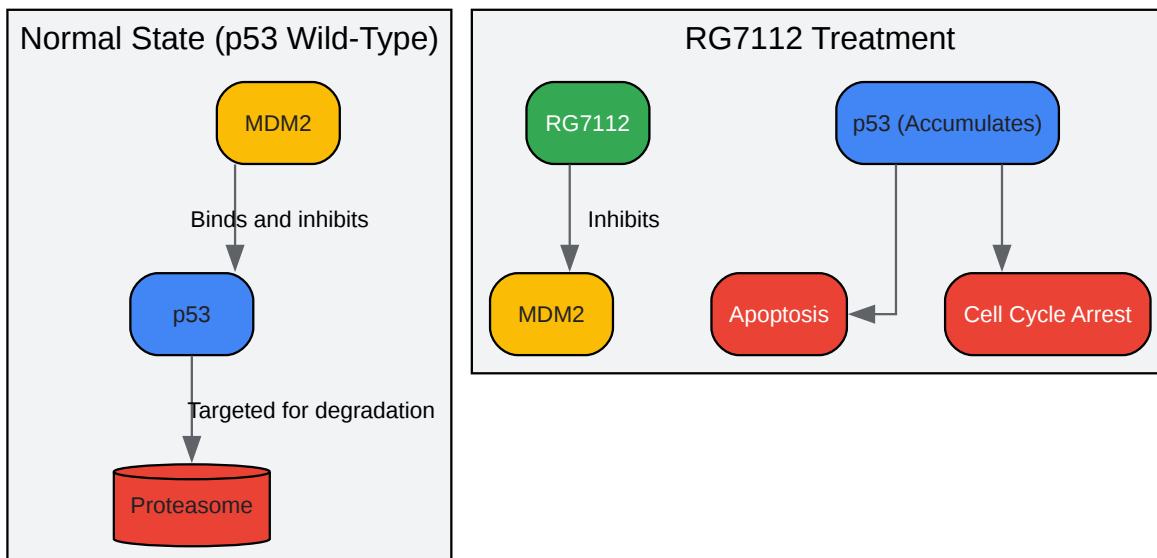 Normal State (p53 Wild-Type)
MDM2
Binds and inhibits
p53
Targeted for degradation
Proteasome
RG7112 Treatment
RG7112
p53 (Accumulates)
Inhibits
MDM2
Apoptosis
Cell Cycle Arrest